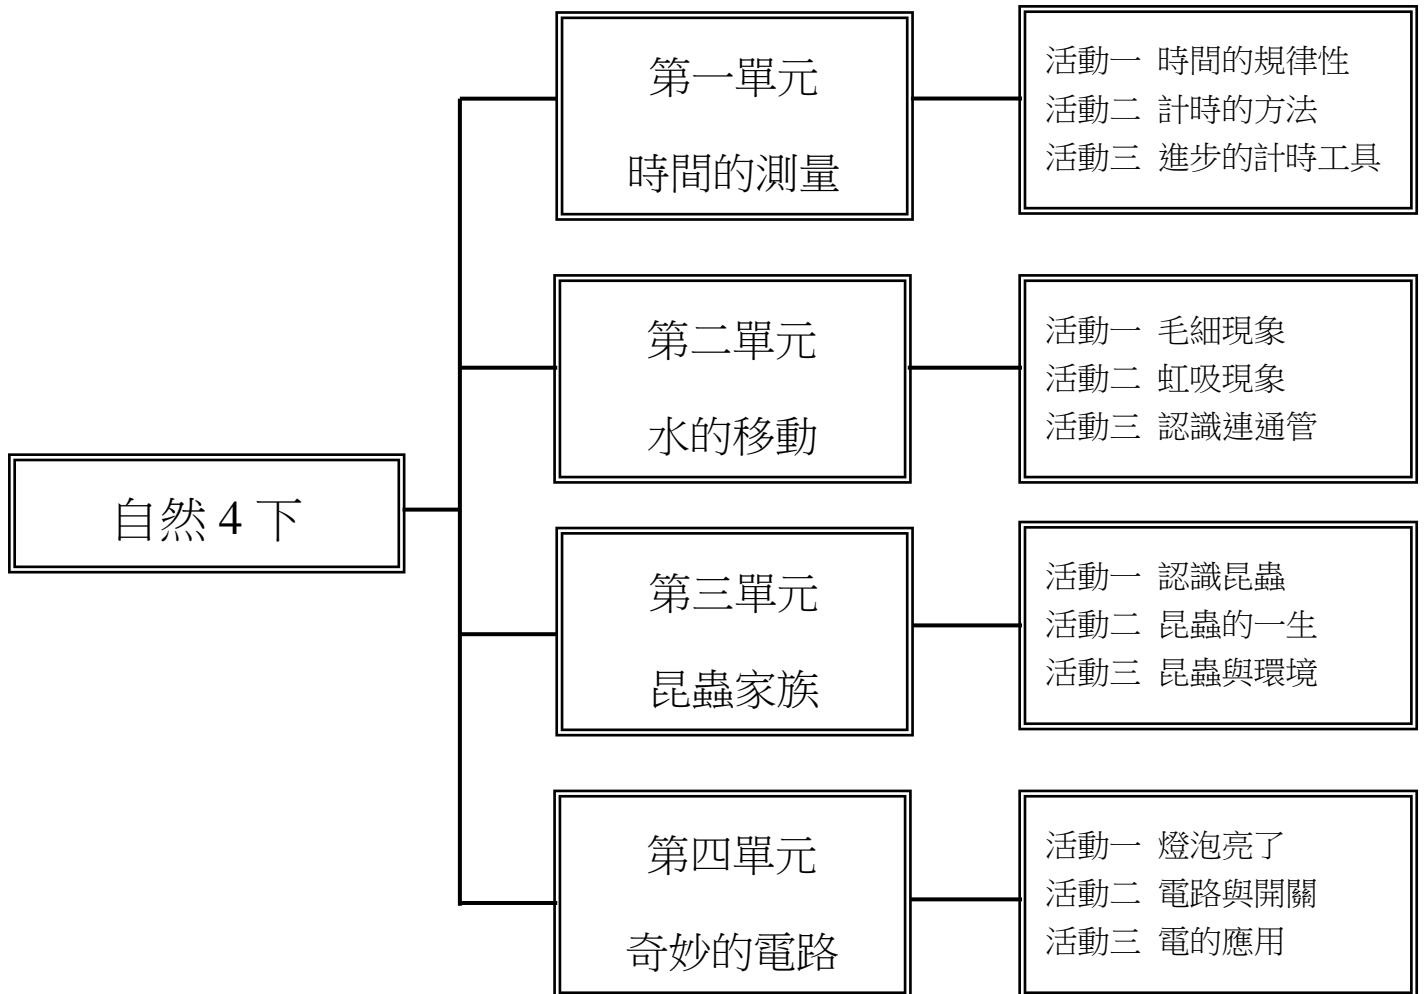 自然 4 下
第一單元
時間的測量
活動一 時間的規律性
活動二 計時的方法
活動三 進步的計時工具
第二單元
水的移動
活動一 毛細現象
活動二 虹吸現象
活動三 認識連通管
第三單元
昆蟲家族
活動一 認識昆蟲
活動二 昆蟲的一生
活動三 昆蟲與環境
第四單元
奇妙的電路
活動一 燈泡亮了
活動二 電路與開關
活動三 電的應用